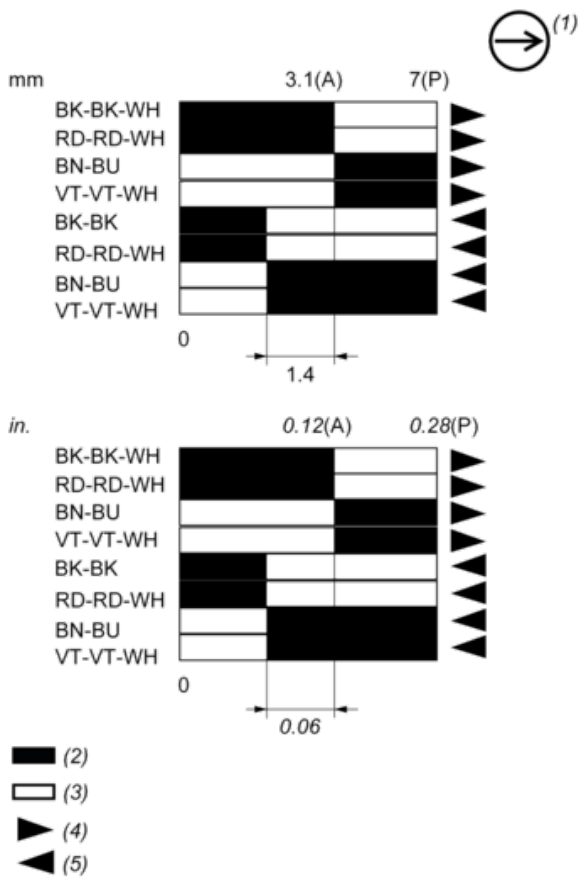 (1)
mm 3.1(A) 7(P)
BK-BK-WH
RD-RD-WH
BN-BU
VT-VT-WH
BK-BK
RD-RD-WH
BN-BU
VT-VT-WH
0
1.4
in. 0.12(A) 0.28(P)
BK-BK-WH
RD-RD-WH
BN-BU
VT-VT-WH
BK-BK
RD-RD-WH
BN-BU
VT-VT-WH
0
0.06
(2)
(3)
(4)
(5)